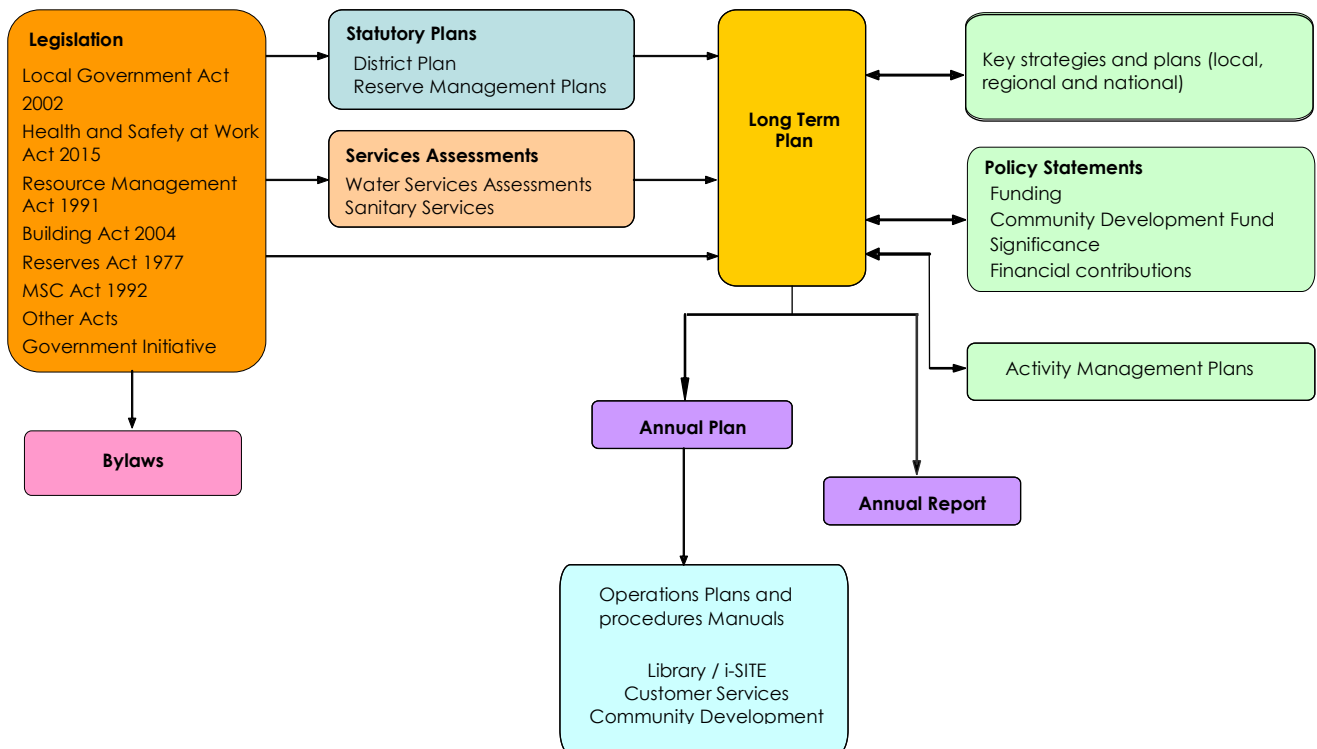 Legislation
Local Government Act
2002
Health and Safety at Work
Act 2015
Resource Management
Act 1991
Building Act 2004
Reserves Act 1977
MSC Act 1992
Other Acts
Government Initiative
Bylaws
Statutory Plans
District Plan
Reserve Management Plans
Services Assessments
Water Services Assessments
Sanitary Services
Long Term
Plan
Key strategies and plans (local,
regional and national)
Policy Statements
Funding
Community Development Fund
Significance
Financial contributions
Activity Management Plans
Annual Plan
Annual Report
Operations Plans and
procedures Manuals
Library / i-SITE
Customer Services
Community Development